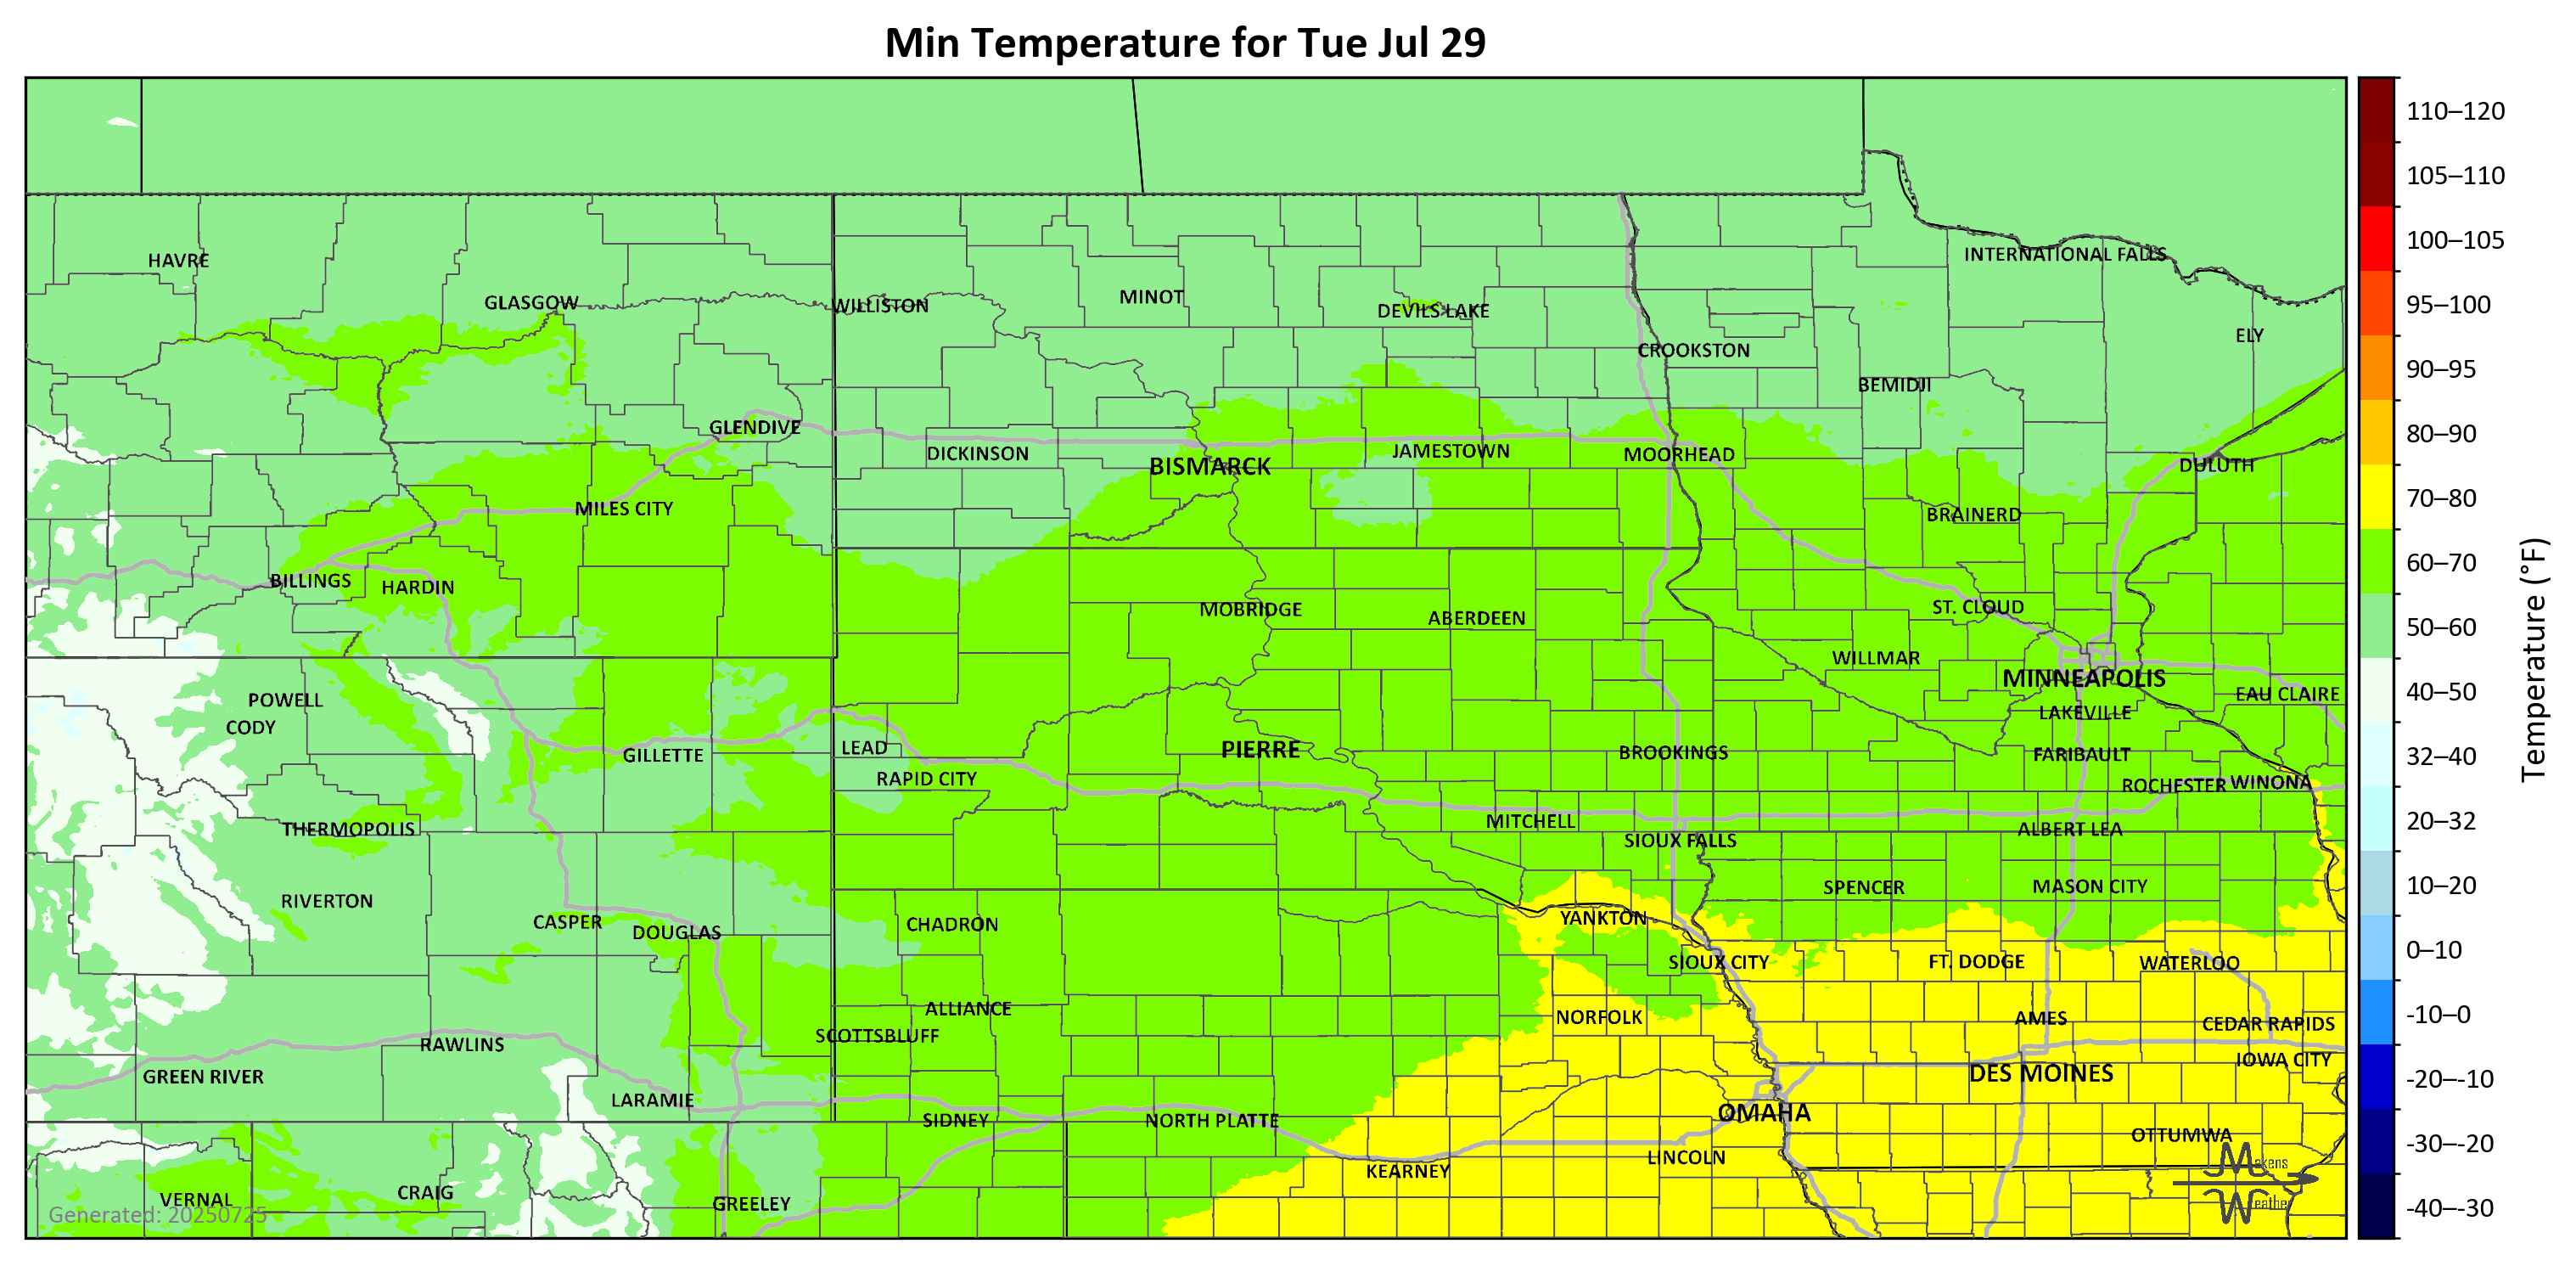 Min Temperature for Tue Jul 29
HAVRE
GLASGOW
WILLISTON
MINOT
DEVILS LAKE
CROOKSTON
INTERNATIONAL FALLS
ELY
BEMIDJI
GLENDIVE
DICKINSON
BISMARCK
JAMESTOWN
MOORHEAD
DULUTH
MILES CITY
BRAINERD
BILLINGS
HARDIN
MOBRIDGE
ABERDEEN
ST. CLOUD
WILLMAR
MINNEAPOLIS
EAU CLAIRE
LAKEVILLE
POWELL
CODY
GILLETTE
LEAD
RAPID CITY
PIERRE
BROOKINGS
FARIBAULT
ROCHESTER
WINONA
THERMOPOLIS
MITCHELL
SIOUX FALLS
ALBERT LEA
RIVERTON
CASPER
DOUGLAS
CHADRON
YANKTON
SPENCER
MASON CITY
SIOUX CITY
FT. DODGE
WATERLOO
ALLIANCE
SCOTTSBLUFF
NORFOLK
AMES
CEDAR RAPIDS
IOWA CITY
RAWLINS
GREEN RIVER
LARAMIE
DES MOINES
OMAHA
SIDNEY
NORTH PLATTE
KEARNEY
LINCOLN
OTTUMWA
VERNAL
CRAIG
GREELEY
Generated: 20250725
Makens
Weather
110–120
105–110
100–105
95–100
90–95
80–90
70–80
60–70
50–60
40–50
32–40
20–32
10–20
0–10
-10–0
-20–-10
-30–-20
-40–-30
Temperature (°F)